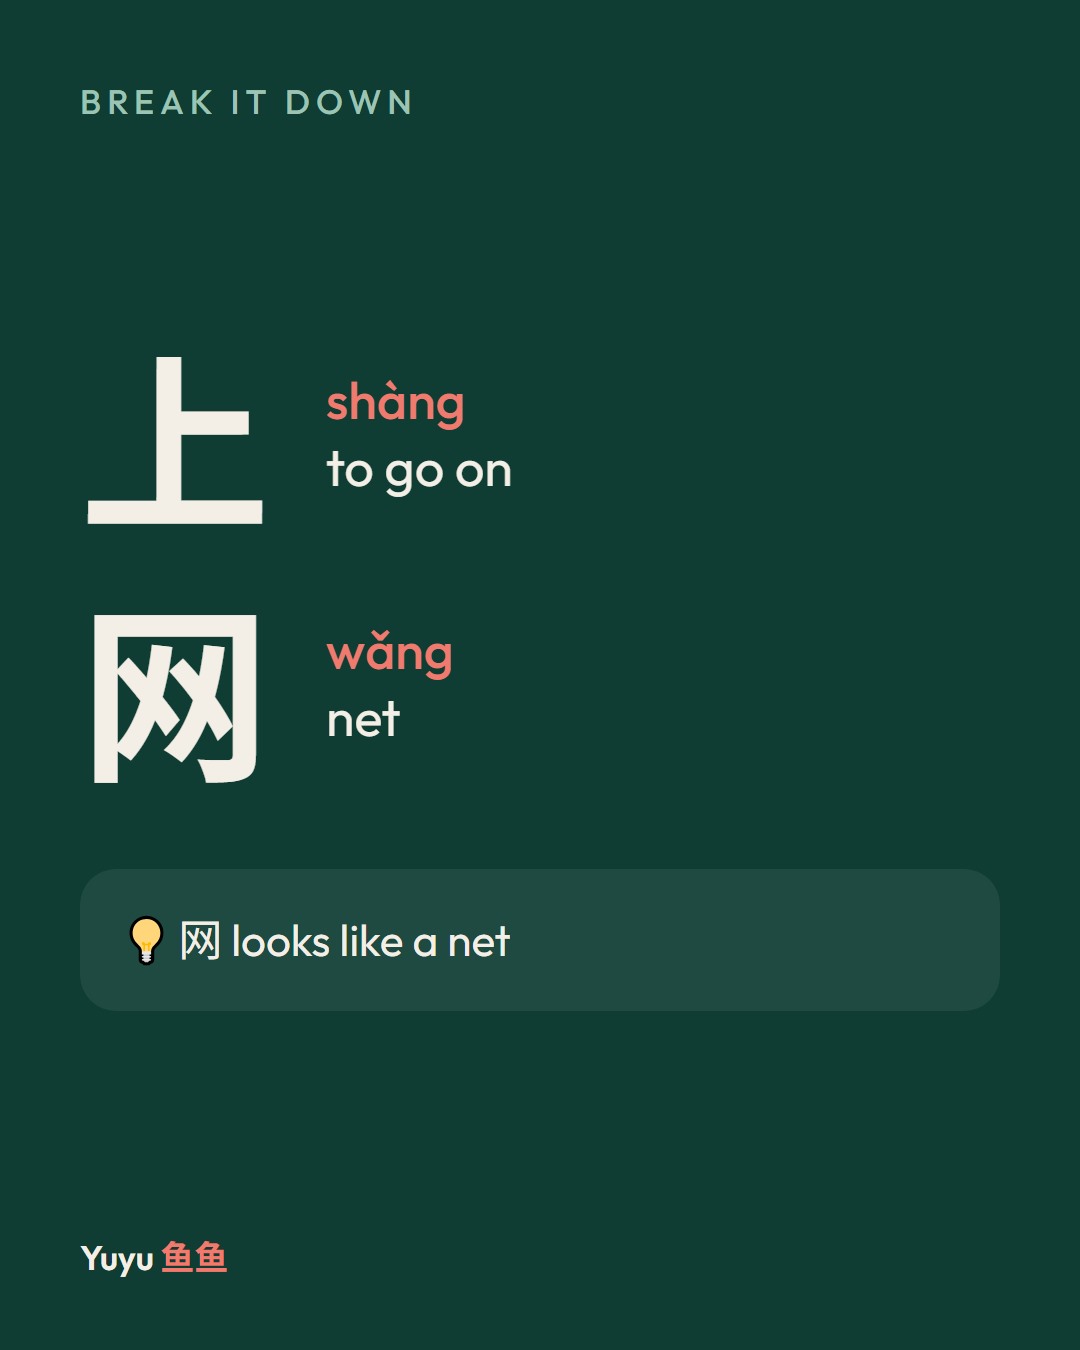 BREAK IT DOWN
上
shàng
to go on
网
wǎng
net
💡 网 looks like a net
Yuyu 鱼鱼